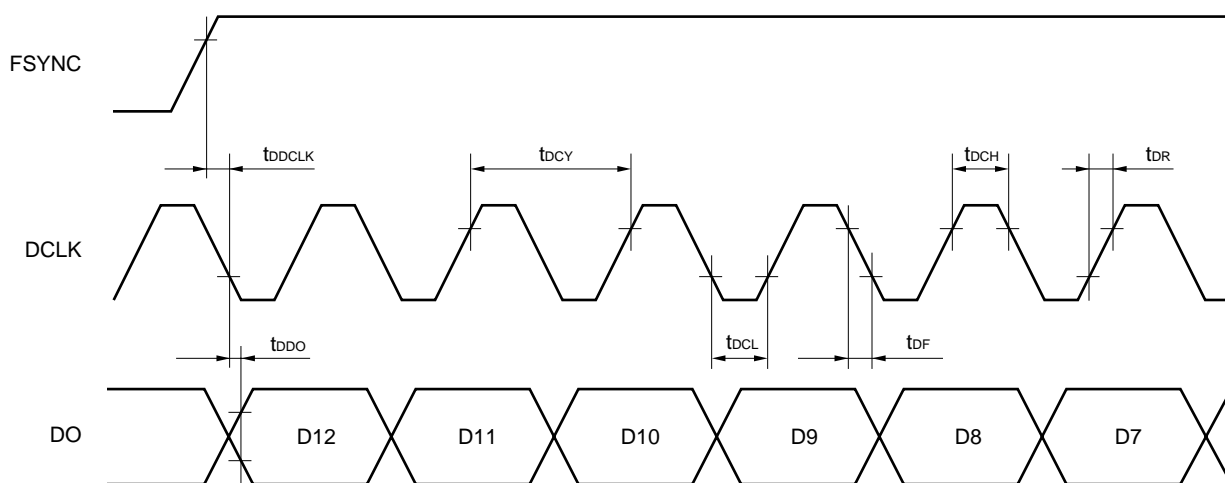 FSYNC
tDDCLK
tDCY
tDCH
tDR
DCLK
tDDO
tDCL
tDF
DO
D12
D11
D10
D9
D8
D7